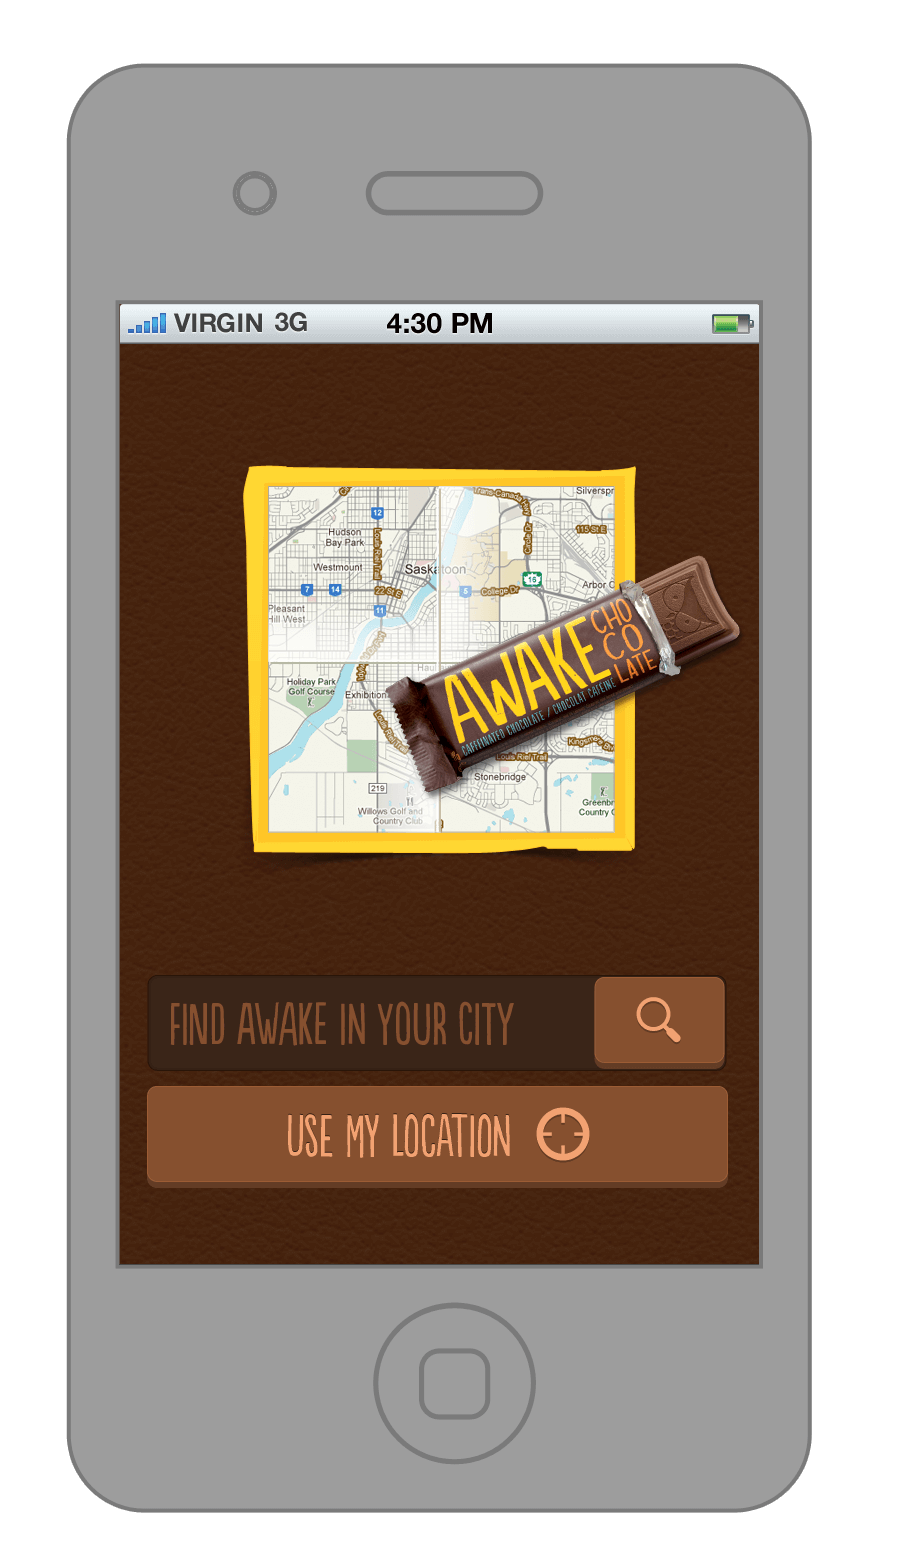 VIRGIN 3G 4:30 PM
Silverspr
Trans-Canada Hwy
12
Hudson
Bay Park
115 St E
Circle Dr
Westmount
Saskatoon
16
Arbor C
7 14
22 St E
5
College Dr
Pleasant
Hill West
11
Holiday Park
Golf Course
Exhibition
AWAKE
CHO
CO
LATE
CAFFEINATED CHOCOLATE / CHOCOLAT CAFÉINÉ
Louis Riel Trail
Stonebridge
219
Willows Golf and
Country Club
Greenbr
Country C
FIND AWAKE IN YOUR CITY
USE MY LOCATION